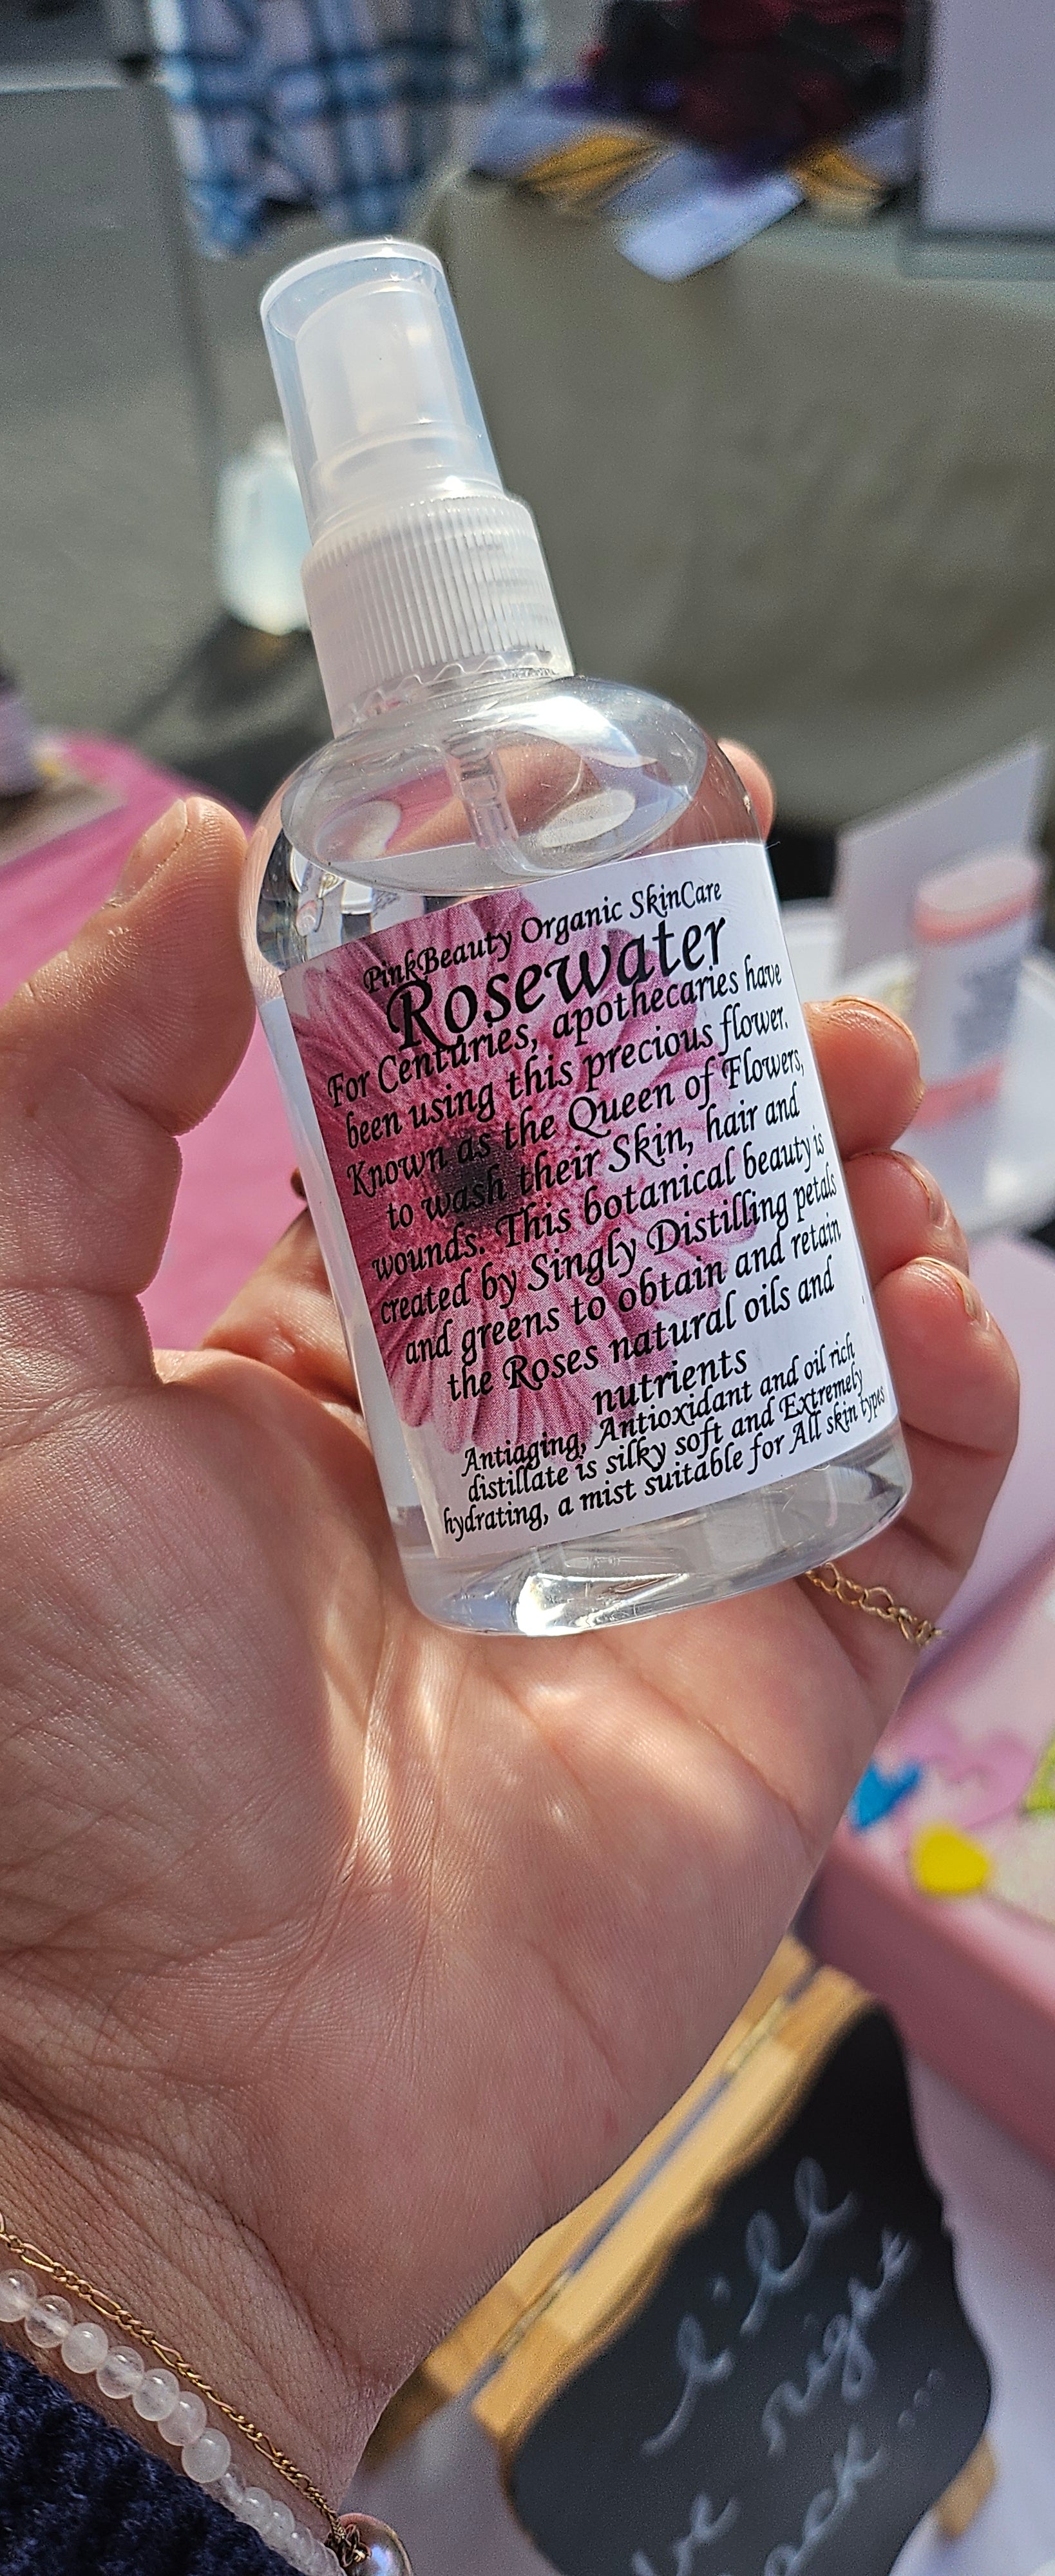 PinkBeauty Organic SkinCare
Rosewater
For Centuries, apothecaries have
been using this precious flower.
Known as the Queen of Flowers,
to wash their Skin, hair and
wounds. This botanical beauty is
created by Singly Distilling petals
and greens to obtain and retain
the Roses natural oils and
nutrients
Antiaging, Antioxidant and oil rich
distillate is silky soft and Extremely
hydrating, a mist suitable for All skin types
i'll
right